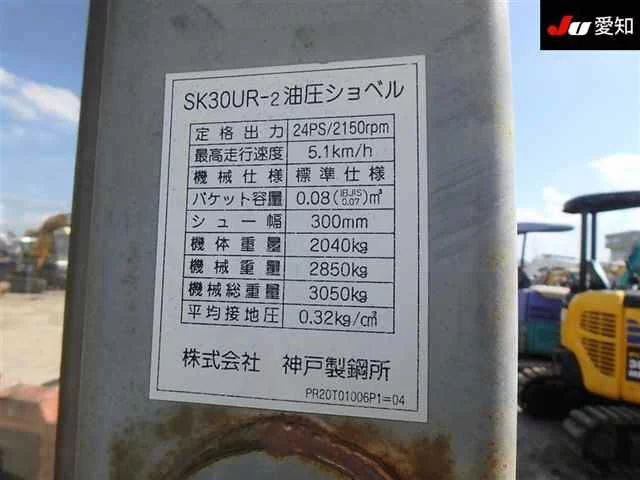 JU 愛知
SK30UR-2 油圧ショベル
定格出力 24PS/2150rpm
最高走行速度 5.1km/h
機械仕様 標準仕様
バケット容量 0.08(旧JIS 0.07)m³
シュー幅 300mm
機体重量 2040kg
機械重量 2850kg
機械総重量 3050kg
平均接地圧 0.32kg/cm²
株式会社 神戸製鋼所
PR20T01006P1=04